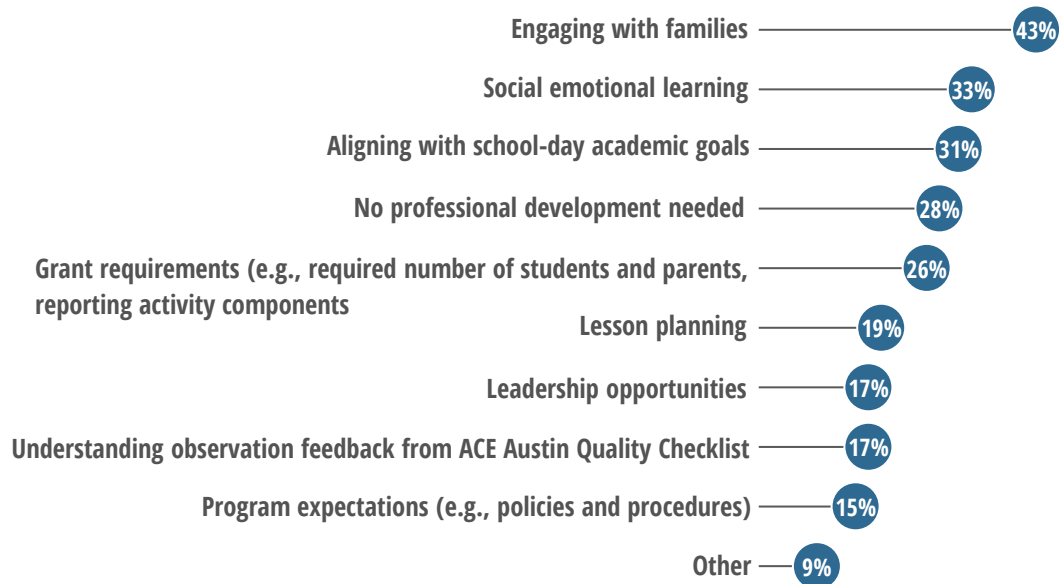 Engaging with families 43%
Social emotional learning 33%
Aligning with school-day academic goals 31%
No professional development needed 28%
Grant requirements (e.g., required number of students and parents, 26%
reporting activity components
Lesson planning 19%
Leadership opportunities 17%
Understanding observation feedback from ACE Austin Quality Checklist 17%
Program expectations (e.g., policies and procedures) 15%
Other 9%